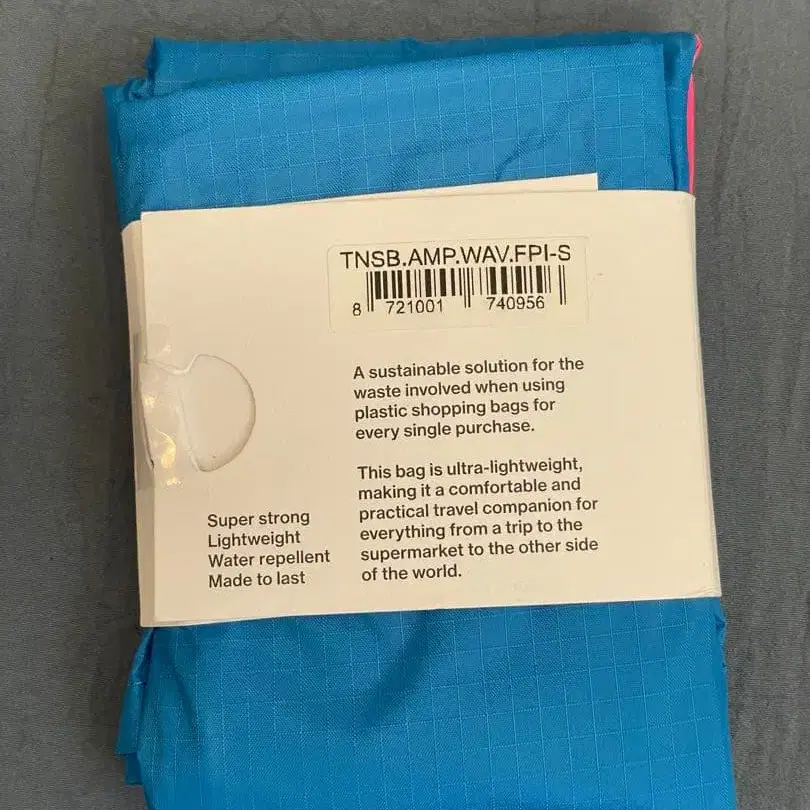 TNSB.AMP.WAV.FPI-S
8 721001 740956
A sustainable solution for the
waste involved when using
plastic shopping bags for
every single purchase.
This bag is ultra-lightweight,
making it a comfortable and
practical travel companion for
everything from a trip to the
supermarket to the other side
of the world.
Super strong
Lightweight
Water repellent
Made to last